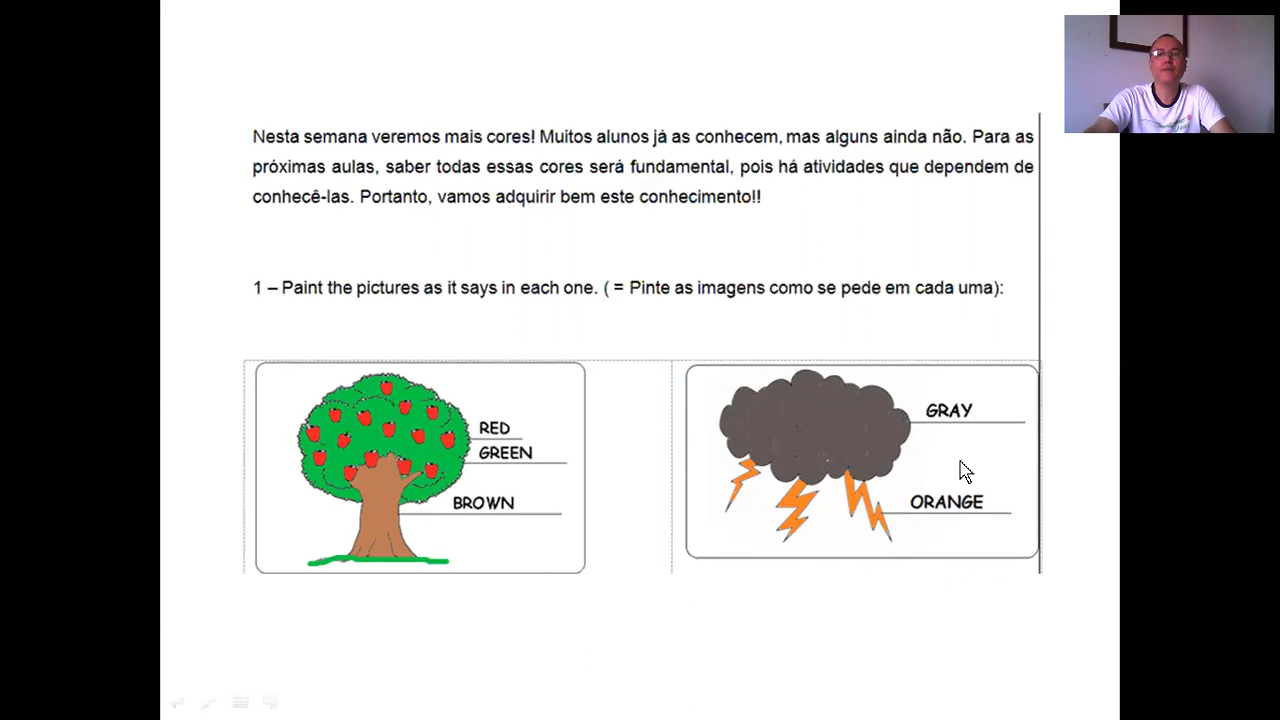 Nesta semana veremos mais cores! Muitos alunos já as conhecem, mas alguns ainda não. Para as
próximas aulas, saber todas essas cores será fundamental, pois há atividades que dependem de
conhecê-las. Portanto, vamos adquirir bem este conhecimento!!
1 – Paint the pictures as it says in each one. ( = Pinte as imagens como se pede em cada uma):
RED
GREEN
BROWN
GRAY
ORANGE